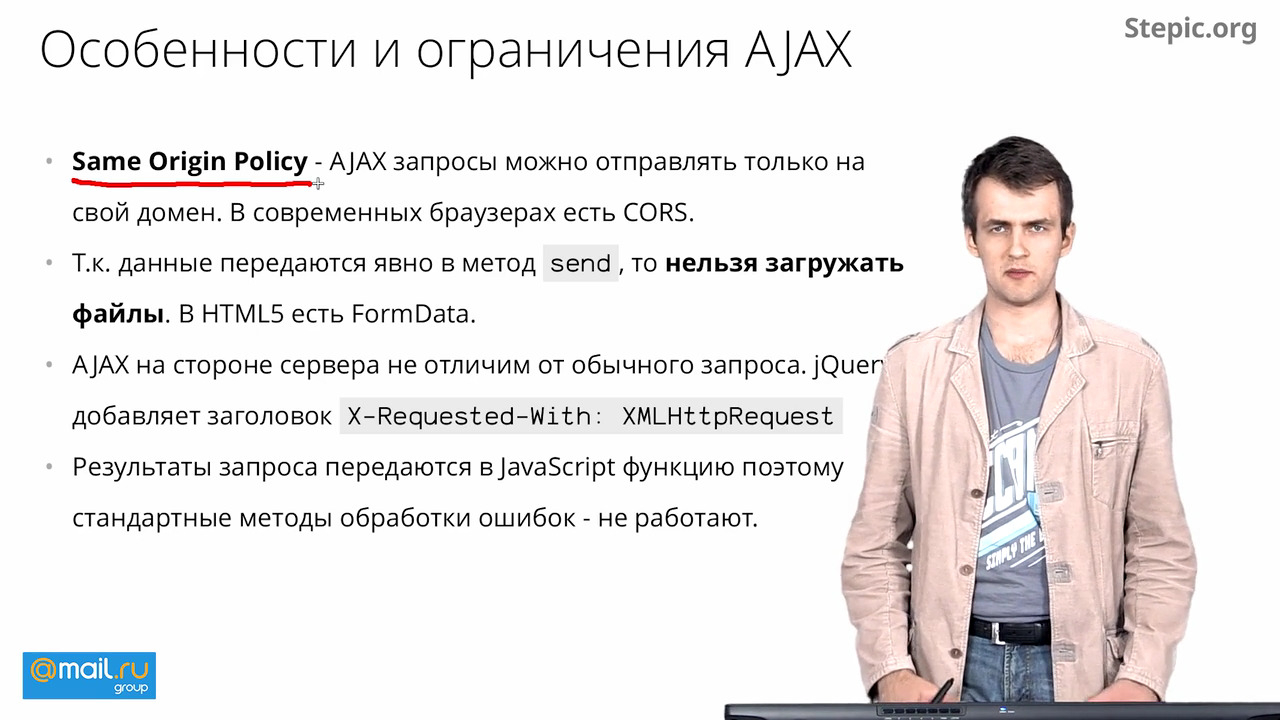 Особенности и ограничения AJAX
Stepic.org
Same Origin Policy - AJAX запросы можно отправлять только на
свой домен. В современных браузерах есть CORS.
Т.к. данные передаются явно в метод send, то нельзя загружать
файлы. В HTML5 есть FormData.
AJAX на стороне сервера не отличим от обычного запроса. jQuery
добавляет заголовок X-Requested-With: XMLHttpRequest
Результаты запроса передаются в JavaScript функцию поэтому
стандартные методы обработки ошибок - не работают.
SIMPLY THE
@mail.ru
group